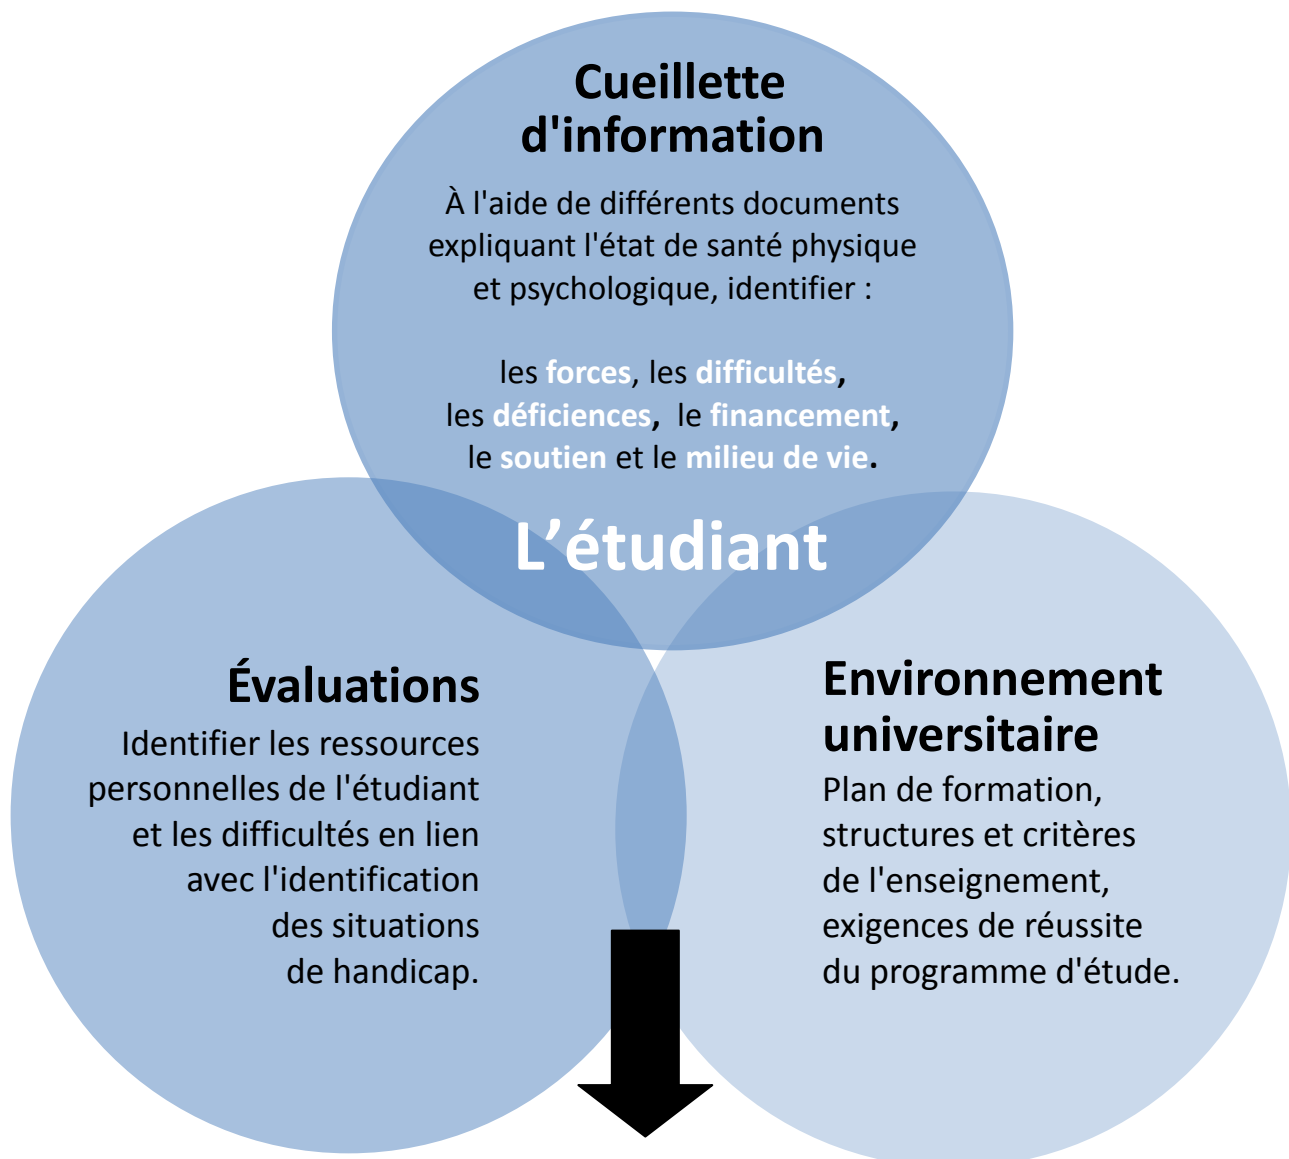 Cueillette
d'information
À l'aide de différents documents
expliquant l'état de santé physique
et psychologique, identifier :
les forces, les difficultés,
les déficiences, le financement,
le soutien et le milieu de vie.
L’étudiant
Évaluations
Identifier les ressources
personnelles de l'étudiant
et les difficultés en lien
avec l'identification
des situations
de handicap.
Environnement
universitaire
Plan de formation,
structures et critères
de l'enseignement,
exigences de réussite
du programme d'étude.